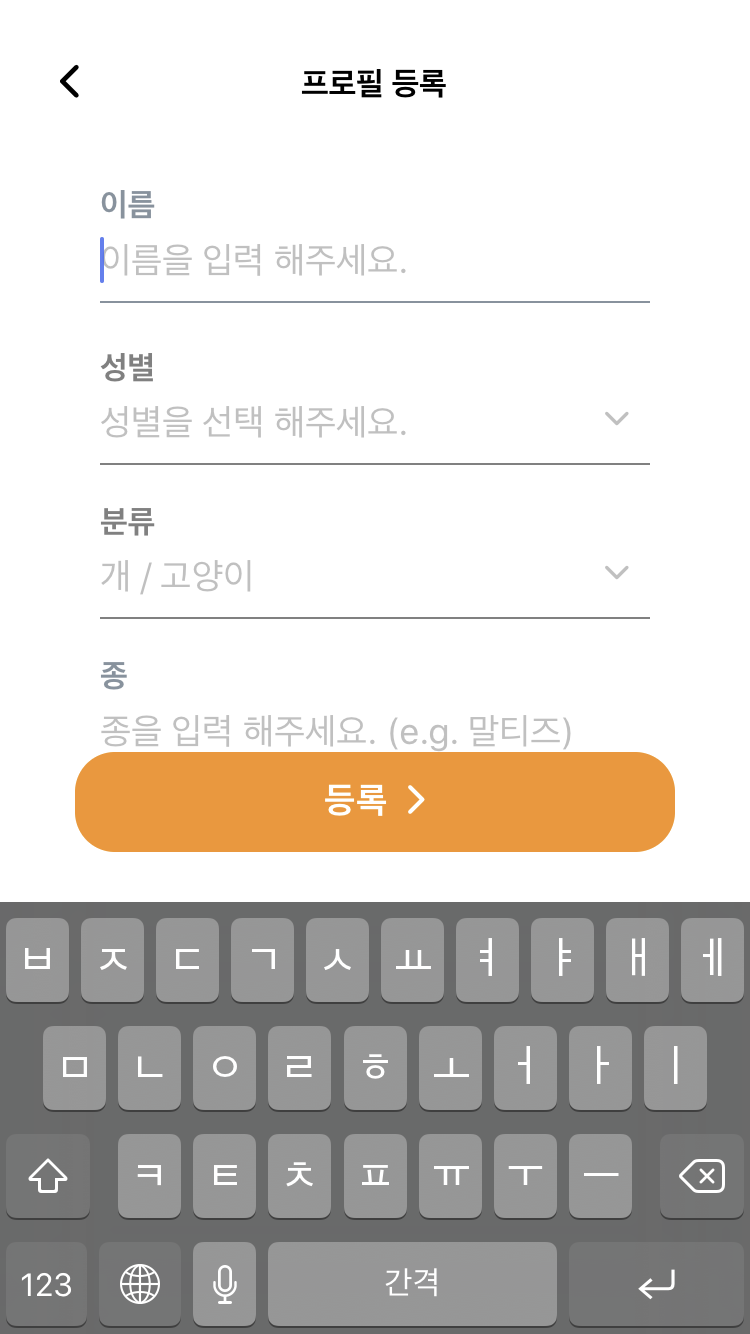 프로필 등록
이름
이름을 입력 해주세요.
성별
성별을 선택 해주세요.
분류
개 / 고양이
종
종을 입력 해주세요. (e.g. 말티즈)
등록
ㅂ ㅈ ㄷ ㄱ ㅅ ㅛ ㅕ ㅑ ㅐ ㅔ
ㅁ ㄴ ㅇ ㄹ ㅎ ㅗ ㅓ ㅏ ㅣ
ㅋ ㅌ ㅊ ㅍ ㅠ ㅜ ㅡ
123 간격